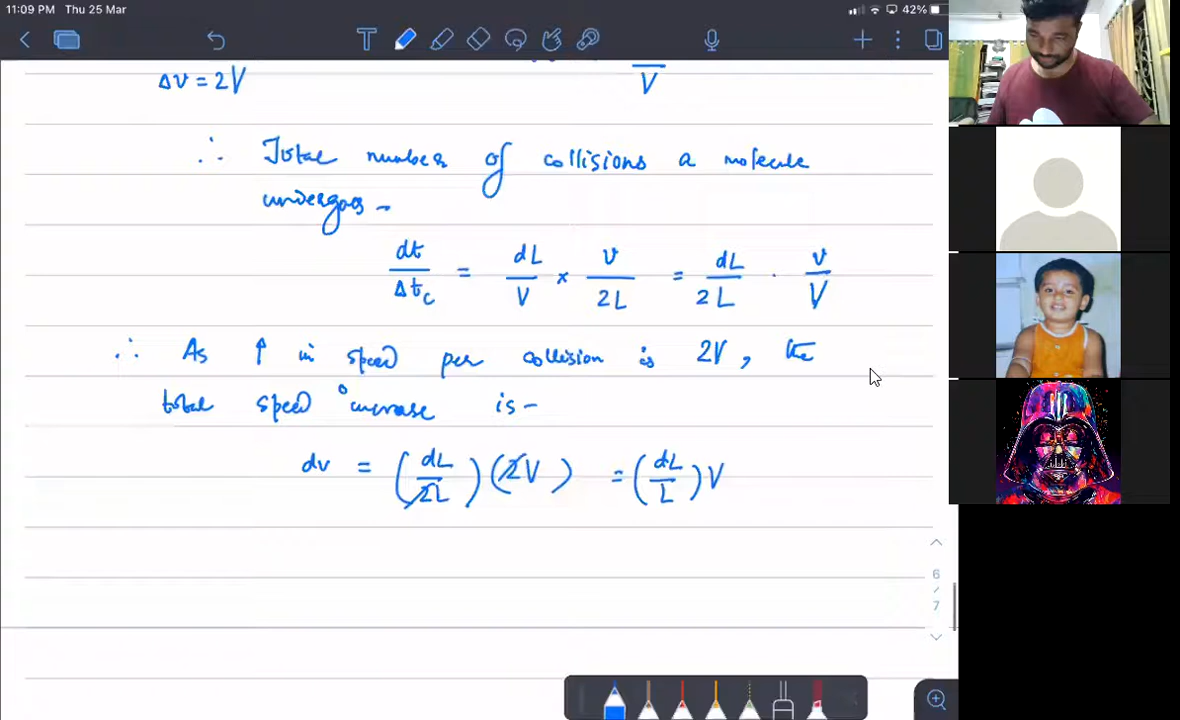 11:09 PM Thu 25 Mar 42%
Δv = 2V
V
∴ Total number of collisions a molecule
undergoes -
dt/Δtc = dL/V × v/2L = dL/2L · v/V
∴ As ↑ in speed per collision is 2V, the
total speed increase is -
dv = (dL/2L)(2V) = (dL/L)V
6
/
7